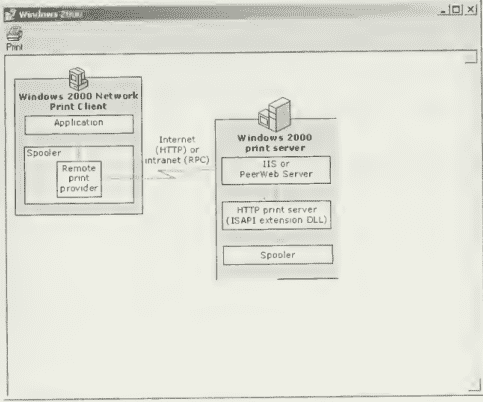 Windows 2000
Print
Windows 2000 Network
Print Client
Application
Spooler
Remote
print
provider
Internet
(HTTP) or
intranet (RPC)
Windows 2000
print server
IIS or
PeerWeb Server
HTTP print server
(ISAPI extension DLL)
Spooler